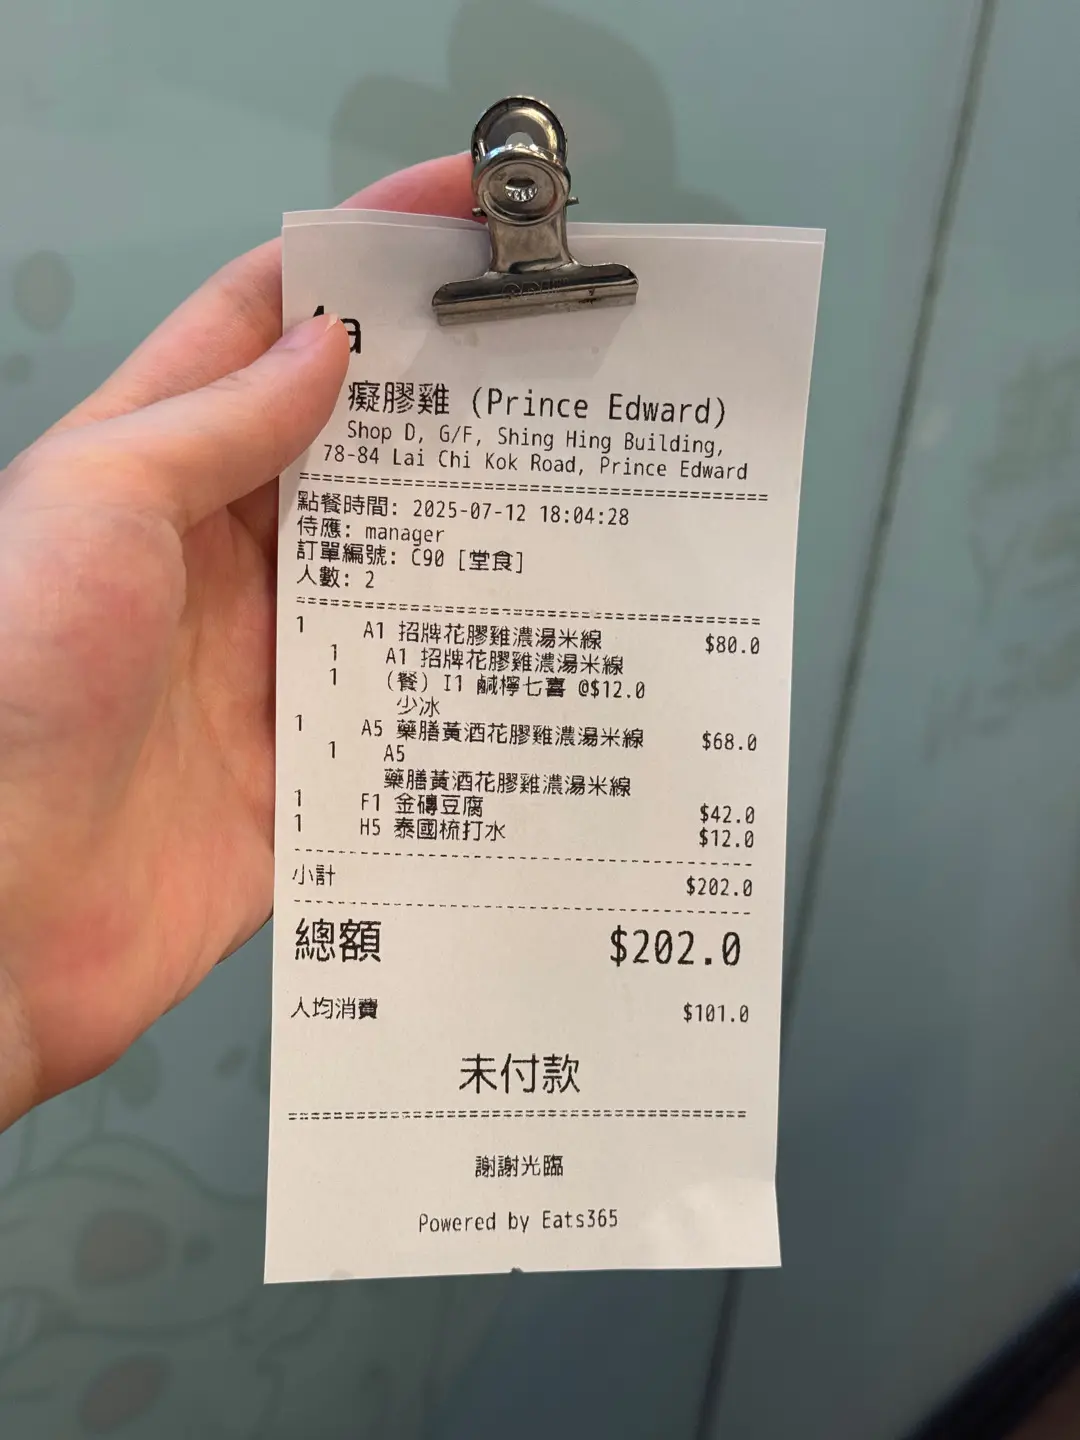 癡膠雞 (Prince Edward)
Shop D, G/F, Shing Hing Building,
78-84 Lai Chi Kok Road, Prince Edward
點餐時間: 2025-07-12 18:04:28
侍應: manager
訂單編號: C90 [堂食]
人數: 2
1 A1 招牌花膠雞濃湯米線 $80.0
1 A1 招牌花膠雞濃湯米線
1 (餐) I1 鹹檸七喜 @$12.0
少冰
1 A5 藥膳黃酒花膠雞濃湯米線 $68.0
1 A5
藥膳黃酒花膠雞濃湯米線
1 F1 金磚豆腐 $42.0
1 H5 泰國梳打水 $12.0
小計 $202.0
總額 $202.0
人均消費 $101.0
未付款
謝謝光臨
Powered by Eats365